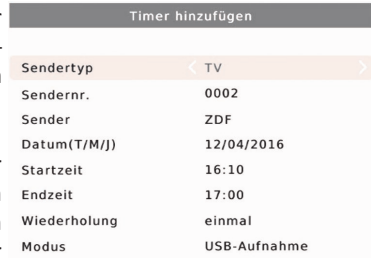 Timer hinzufügen
Sendertyp TV
Sendernr. 0002
Sender ZDF
Datum(T/M/J) 12/04/2016
Startzeit 16:10
Endzeit 17:00
Wiederholung einmal
Modus USB-Aufnahme